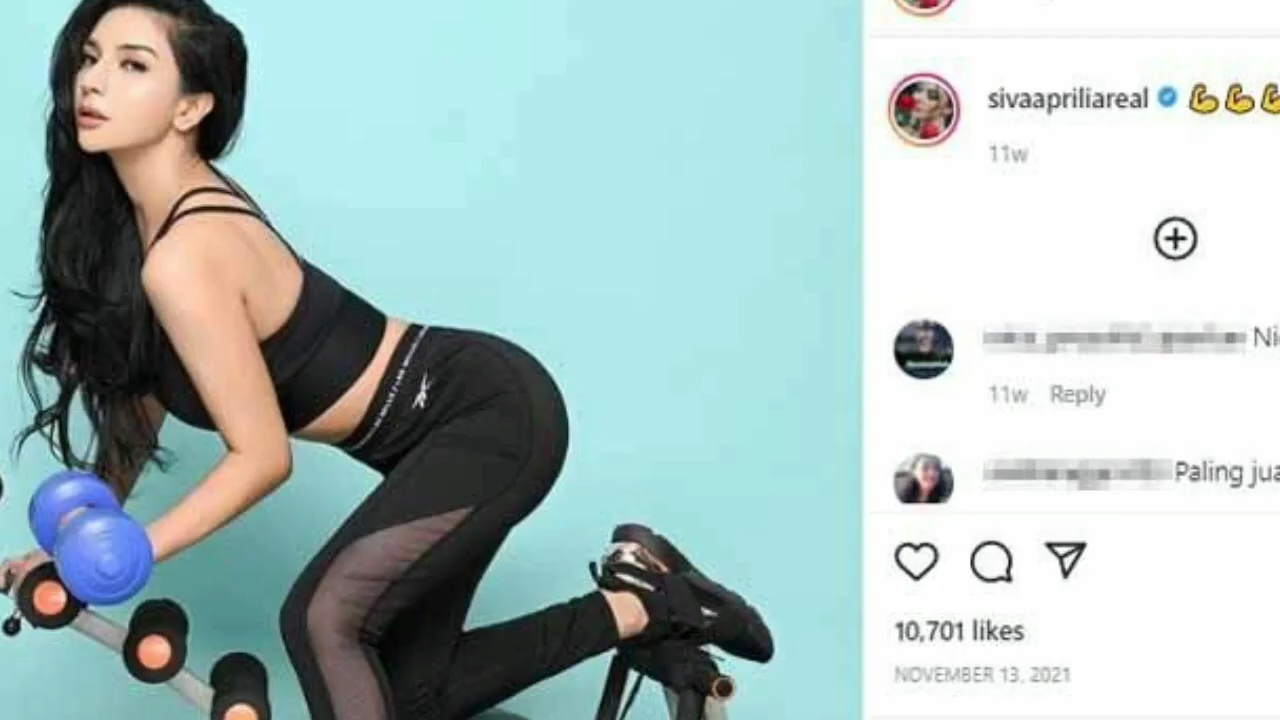 sivaapriliareal 💪💪💪
11w
Ni
11w Reply
Paling jua
10,701 likes
NOVEMBER 13, 2021